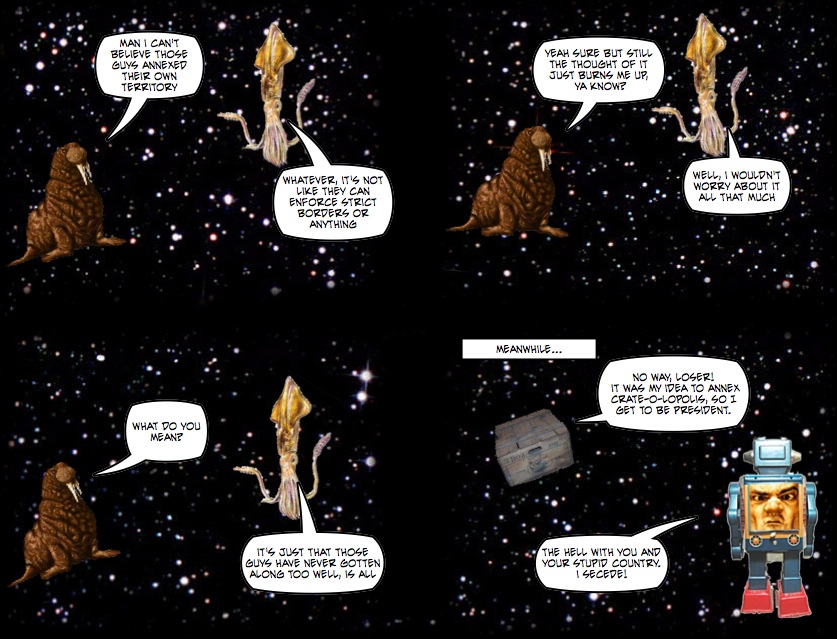 MAN I CAN'T
BELIEVE THOSE
GUYS ANNEXED
THEIR OWN
TERRITORY
WHATEVER, IT'S NOT
LIKE THEY CAN
ENFORCE STRICT
BORDERS OR
ANYTHING
YEAH SURE BUT STILL
THE THOUGHT OF IT
JUST BURNS ME UP,
YA KNOW?
WELL, I WOULDN'T
WORRY ABOUT IT
ALL THAT MUCH
WHAT DO YOU
MEAN?
IT'S JUST THAT THOSE
GUYS HAVE NEVER GOTTEN
ALONG TOO WELL, IS ALL
MEANWHILE...
NO WAY, LOSER!
IT WAS MY IDEA TO ANNEX
CRATE-O-LOPOLIS, SO I
GET TO BE PRESIDENT.
THE HELL WITH YOU AND
YOUR STUPID COUNTRY.
I SECEDE!